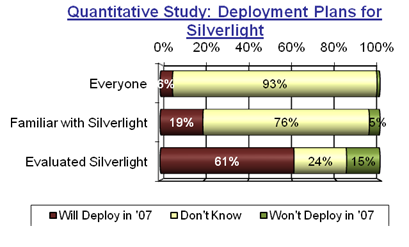 Quantitative Study: Deployment Plans for
Silverlight
0% 20% 40% 60% 80% 100%
Everyone 6% 93%
Familiar with Silverlight 19% 76% 5%
Evaluated Silverlight 61% 24% 15%
Will Deploy in '07 Don't Know Won't Deploy in '07